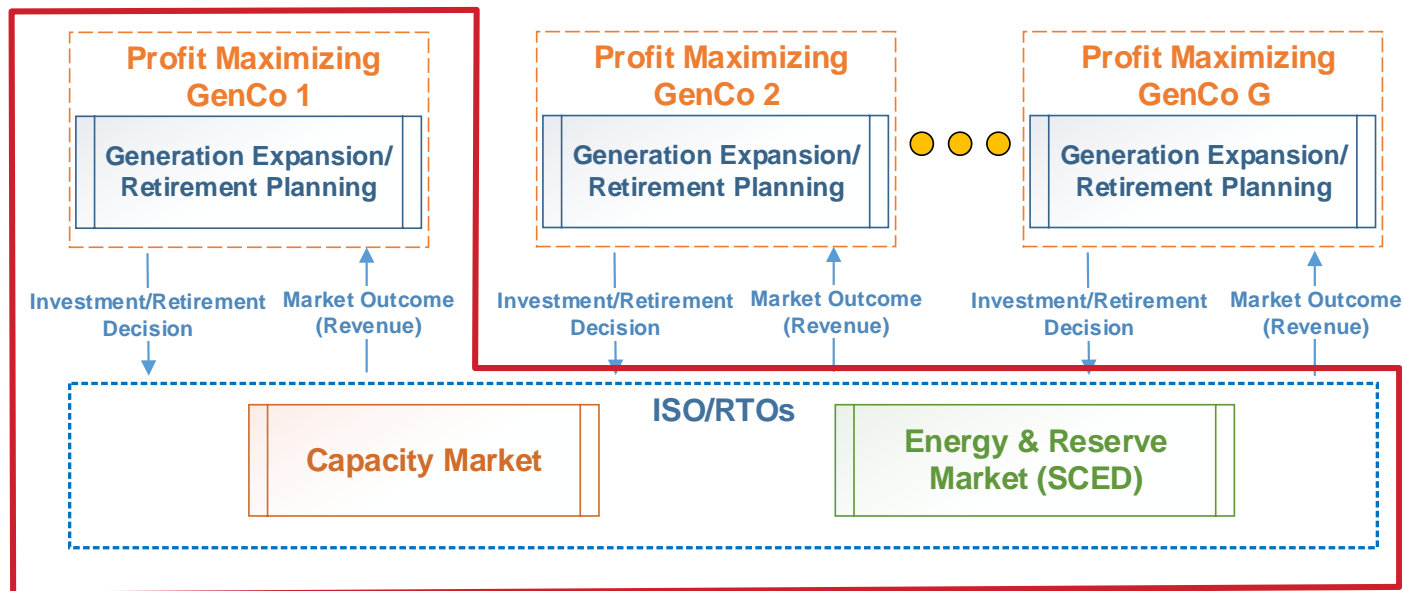 Profit Maximizing
GenCo 1
Generation Expansion/
Retirement Planning
Investment/Retirement
Decision
Market Outcome
(Revenue)
Profit Maximizing
GenCo 2
Generation Expansion/
Retirement Planning
Investment/Retirement
Decision
Market Outcome
(Revenue)
Profit Maximizing
GenCo G
Generation Expansion/
Retirement Planning
Investment/Retirement
Decision
Market Outcome
(Revenue)
ISO/RTOs
Capacity Market
Energy & Reserve
Market (SCED)